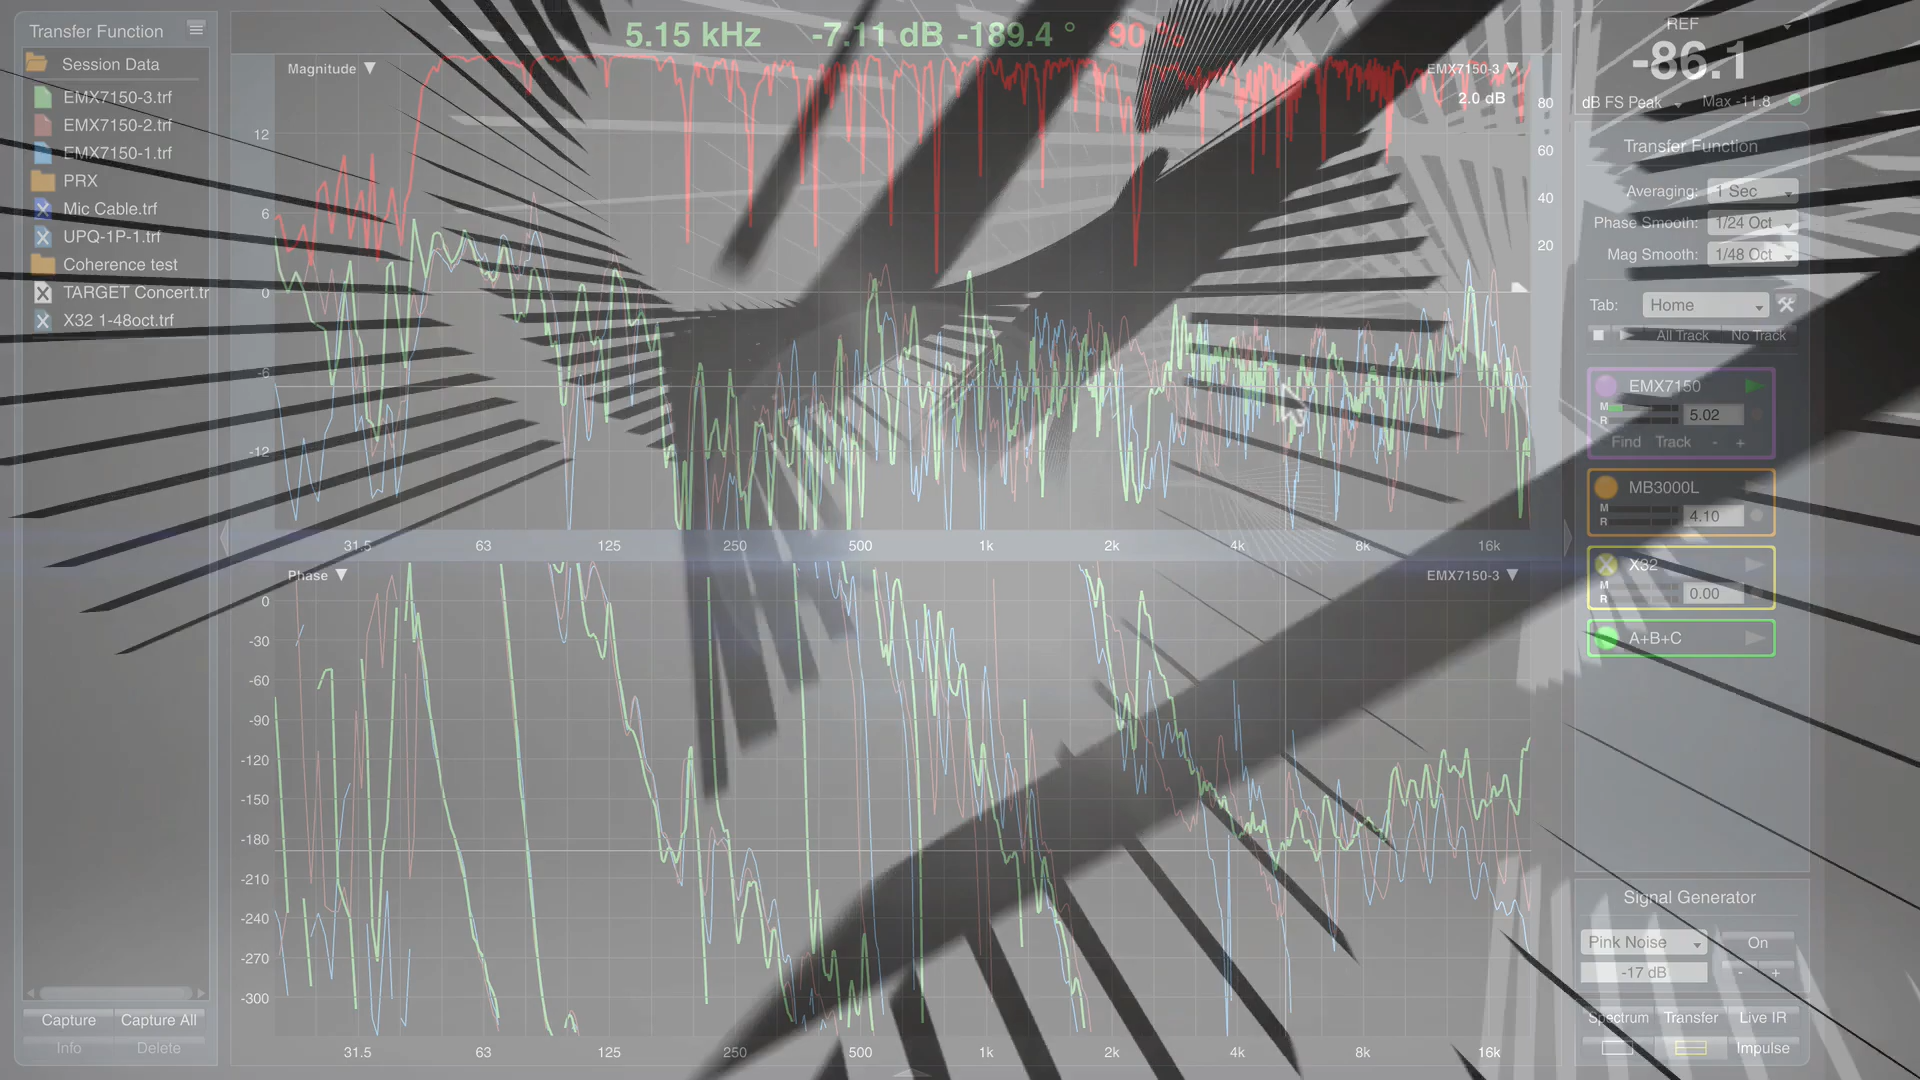 Transfer Function
Session Data
EMX7150-3.trf
EMX7150-2.trf
EMX7150-1.trf
PRX
Mic Cable.trf
UPQ-1P-1.trf
Coherence test
TARGET Concert.tr
X32 1-48oct.trf
Capture
Capture All
Info
Delete
5.15 kHz
-7.11 dB
-189.4 °
90 %
Magnitude
EMX7150-3
2.0 dB
12
6
0
-6
-12
80
60
40
20
31.5
63
125
250
500
1k
2k
4k
8k
16k
Phase
EMX7150-3
0
-30
-60
-90
-120
-150
-180
-210
-240
-270
-300
31.5
63
125
250
500
1k
2k
4k
8k
16k
REF
-86.1
dB FS Peak
Max -11.8
Transfer Function
Averaging: 1 Sec
Phase Smooth: 1/24 Oct
Mag Smooth: 1/48 Oct
Tab: Home
All Track
No Track
EMX7150
M
R
5.02
Find Track - +
MB3000L
M
R
4.10
X32
M
R
0.00
A+B+C
Signal Generator
Pink Noise
On
-17 dB
- +
Spectrum
Transfer
Live IR
Impulse